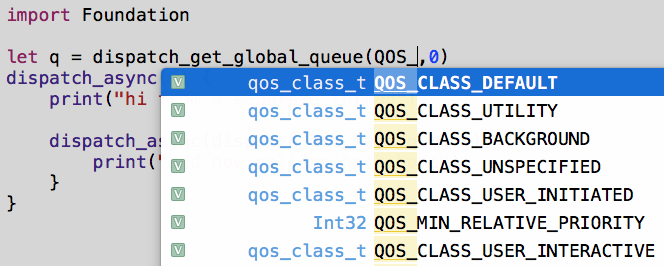 import Foundation
let q = dispatch_get_global_queue(QOS_,0)
dispatch_async
print("hi
dispatch_as
print("
}
}
V qos_class_t QOS_CLASS_DEFAULT
V qos_class_t QOS_CLASS_UTILITY
V qos_class_t QOS_CLASS_BACKGROUND
V qos_class_t QOS_CLASS_UNSPECIFIED
V qos_class_t QOS_CLASS_USER_INITIATED
V Int32 QOS_MIN_RELATIVE_PRIORITY
V qos_class_t QOS_CLASS_USER_INTERACTIVE